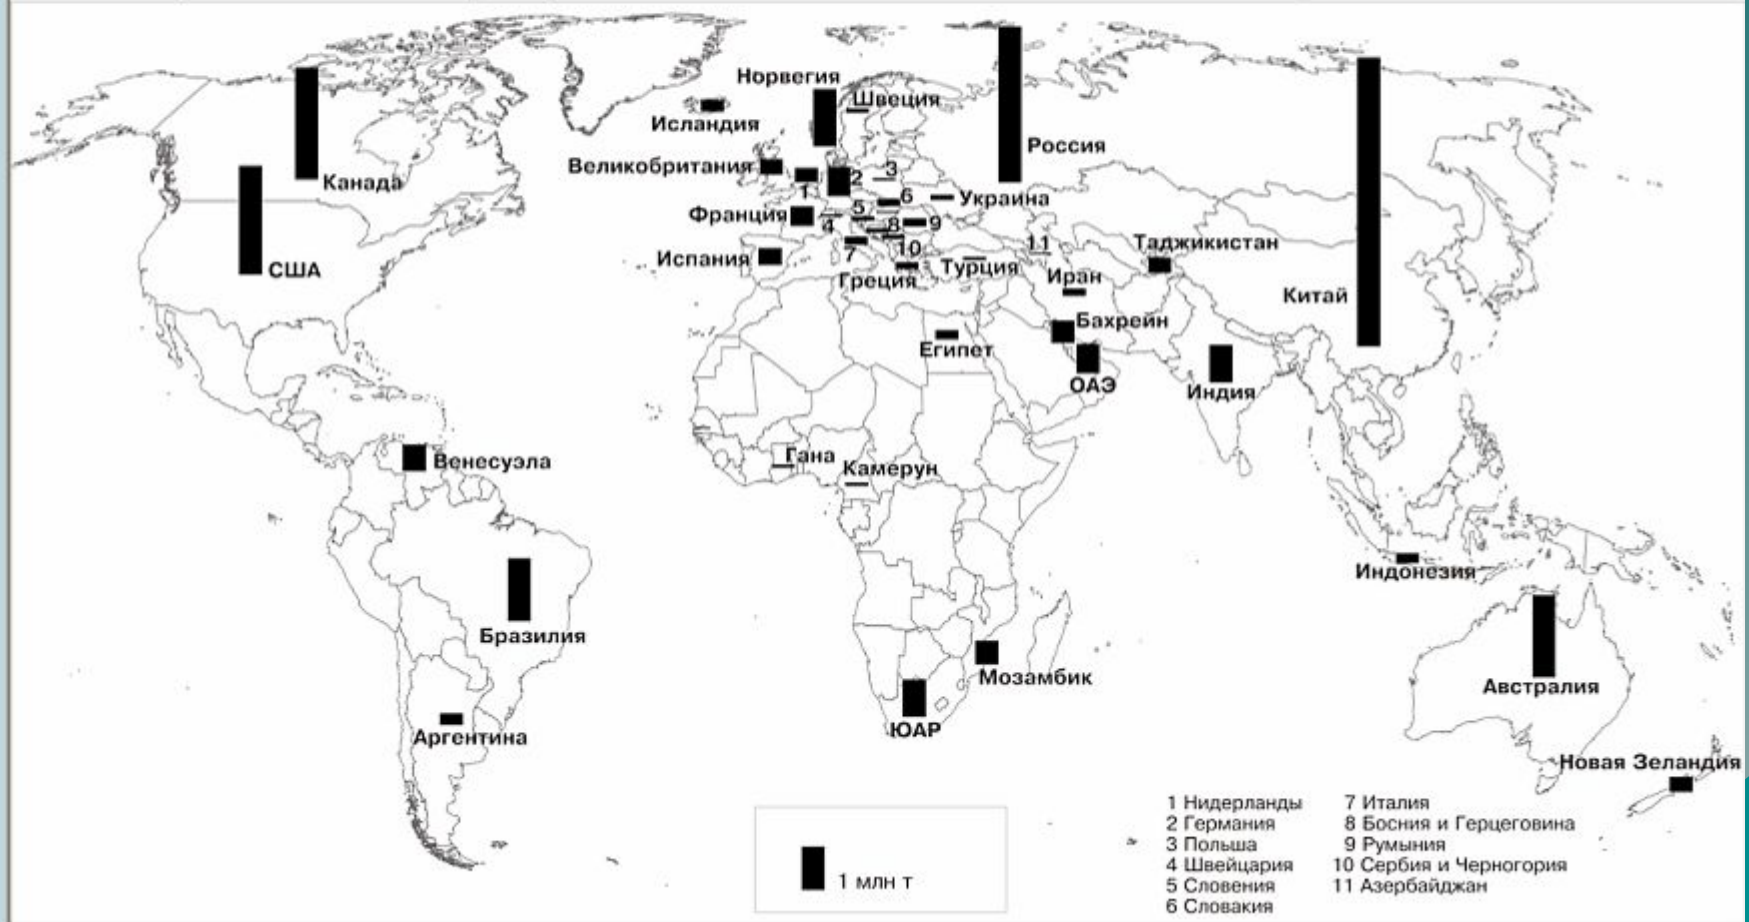 Норвегия
Швеция
Исландия
Россия
Великобритания
3
2
Канада
1
6
Украина
Франция
5
4
8
9
11
Таджикистан
США
Испания
7
10
Турция
Иран
Греция
Китай
Бахрейн
Египет
ОАЭ
Индия
Венесуэла
Гана
Камерун
Индонезия
Бразилия
Мозамбик
Австралия
ЮАР
Аргентина
Новая Зеландия
1 млн т
1 Нидерланды
2 Германия
3 Польша
4 Швейцария
5 Словения
6 Словакия
7 Италия
8 Босния и Герцеговина
9 Румыния
10 Сербия и Черногория
11 Азербайджан